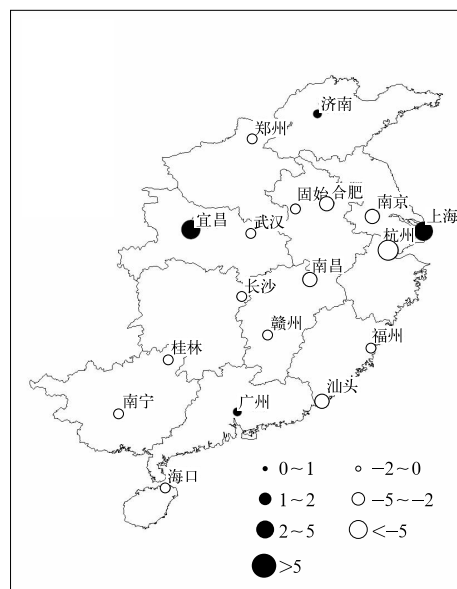 济南
郑州
固始 合肥
南京
上海
宜昌
武汉
杭州
南昌
长沙
赣州
福州
桂林
汕头
南宁
广州
海口
0~1 −2~0
1~2 −5~−2
2~5 <−5
>5